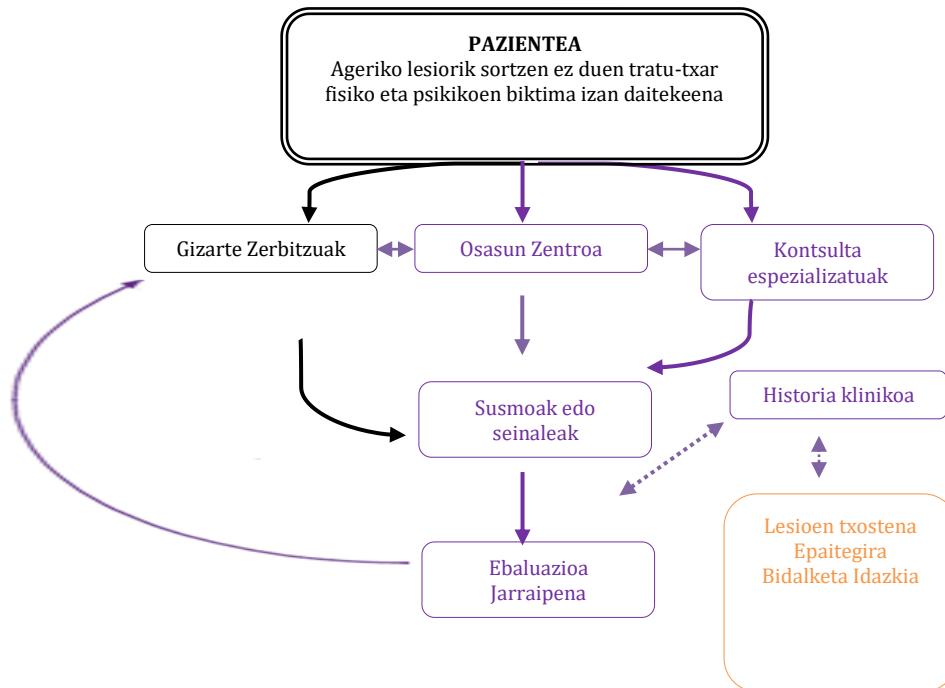 PAZIENTEA
Ageriko lesiorik sortzen ez duen tratu-txar
fisiko eta psikikoen biktima izan daitekeena
Gizarte Zerbitzuak
Osasun Zentroa
Kontsulta
espezializatuak
Susmoak edo
seinaleak
Historia klinikoa
Lesioen txostena
Epaitegira
Bidalketa Idazkia
Ebaluazioa
Jarraipena